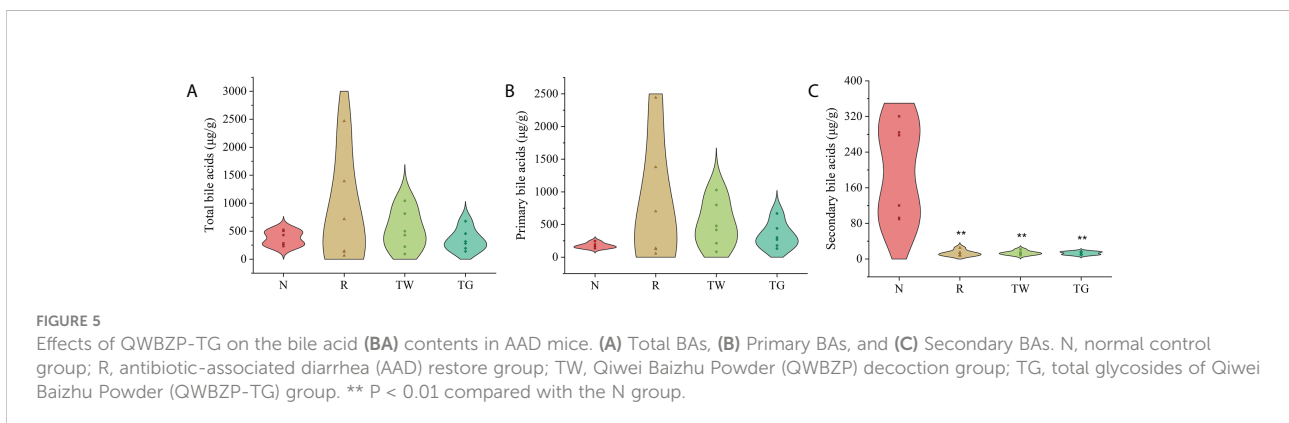 A
Total bile acids (µg/g)
3000
2500
2000
1500
1000
500
0
N R TW TG
B
Primary bile acids (µg/g)
2500
2000
1500
1000
500
0
N R TW TG
C
Secondary bile acids (µg/g)
400
320
240
160
80
0
** ** **
N R TW TG
FIGURE 5
Effects of QWBZP-TG on the bile acid (BA) contents in AAD mice. (A) Total BAs, (B) Primary BAs, and (C) Secondary BAs. N, normal control
group; R, antibiotic-associated diarrhea (AAD) restore group; TW, Qiwei Baizhu Powder (QWBZP) decoction group; TG, total glycosides of Qiwei
Baizhu Powder (QWBZP-TG) group. ** P < 0.01 compared with the N group.